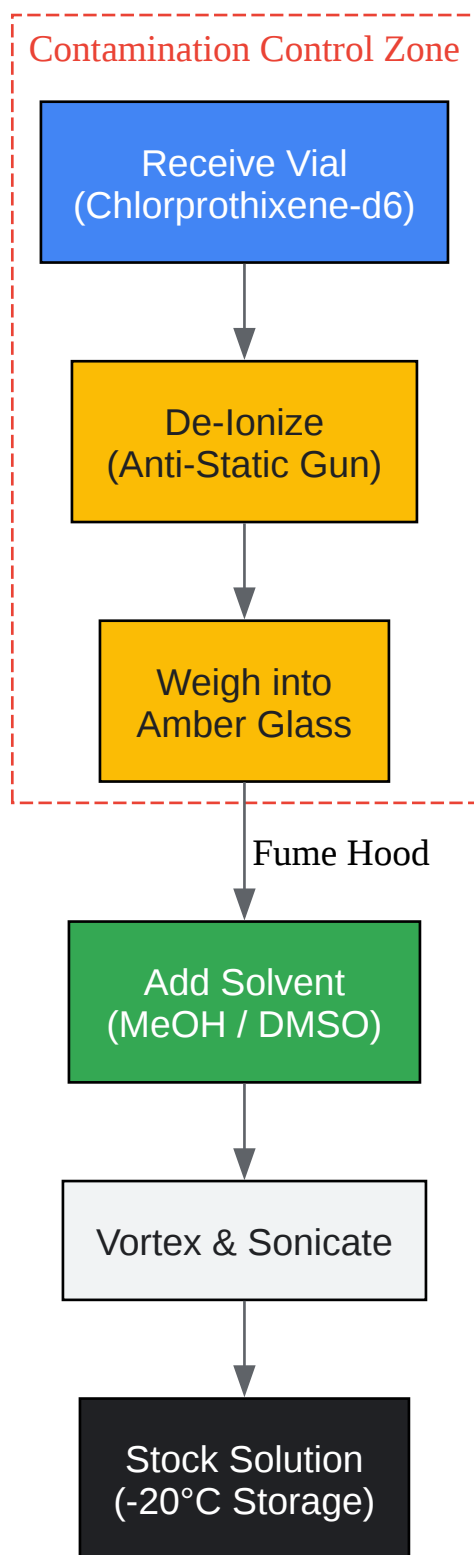 Contamination Control Zone
Receive Vial
(Chlorprothixene-d6)
De-Ionize
(Anti-Static Gun)
Weigh into
Amber Glass
Fume Hood
Add Solvent
(MeOH / DMSO)
Vortex & Sonicate
Stock Solution
(-20°C Storage)